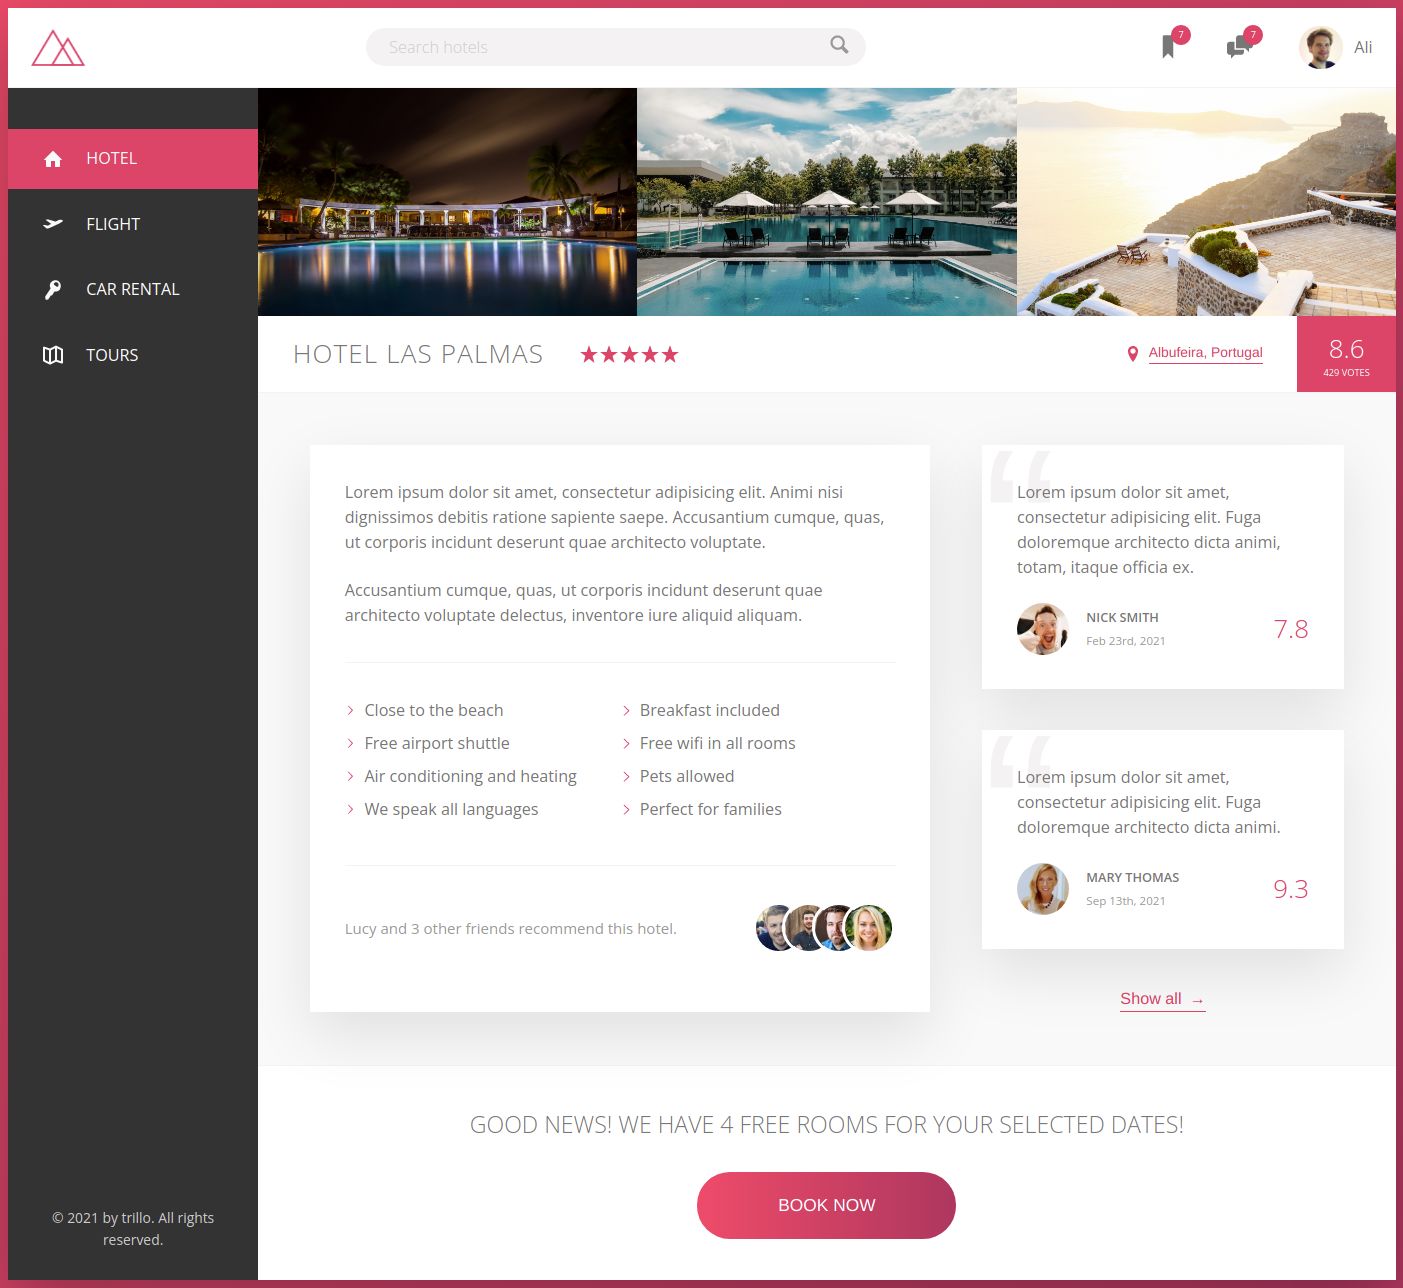 Search hotels
7
7
Ali
HOTEL
FLIGHT
CAR RENTAL
TOURS
HOTEL LAS PALMAS
Albufeira, Portugal
8.6
429 VOTES
Lorem ipsum dolor sit amet, consectetur adipisicing elit. Animi nisi
dignissimos debitis ratione sapiente saepe. Accusantium cumque, quas,
ut corporis incidunt deserunt quae architecto voluptate.
Accusantium cumque, quas, ut corporis incidunt deserunt quae
architecto voluptate delectus, inventore iure aliquid aliquam.
Close to the beach
Breakfast included
Free airport shuttle
Free wifi in all rooms
Air conditioning and heating
Pets allowed
We speak all languages
Perfect for families
Lucy and 3 other friends recommend this hotel.
“
Lorem ipsum dolor sit amet,
consectetur adipisicing elit. Fuga
doloremque architecto dicta animi,
totam, itaque officia ex.
NICK SMITH
Feb 23rd, 2021
7.8
“
Lorem ipsum dolor sit amet,
consectetur adipisicing elit. Fuga
doloremque architecto dicta animi.
MARY THOMAS
Sep 13th, 2021
9.3
Show all →
GOOD NEWS! WE HAVE 4 FREE ROOMS FOR YOUR SELECTED DATES!
BOOK NOW
© 2021 by trillo. All rights
reserved.